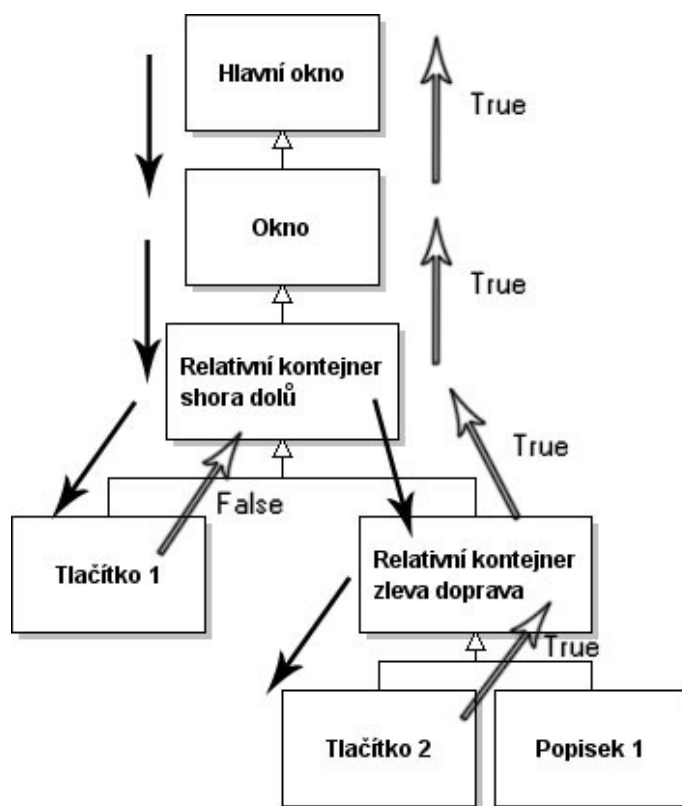 Hlavní okno
True
Okno
True
Relativní kontejner
shora dolů
True
False
Tlačítko 1
Relativní kontejner
zleva doprava
True
Tlačítko 2
Popisek 1